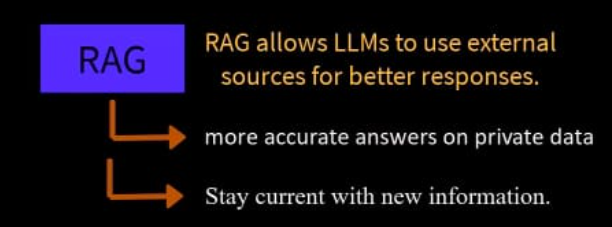 RAG
RAG allows LLMs to use external
sources for better responses.
more accurate answers on private data
Stay current with new information.